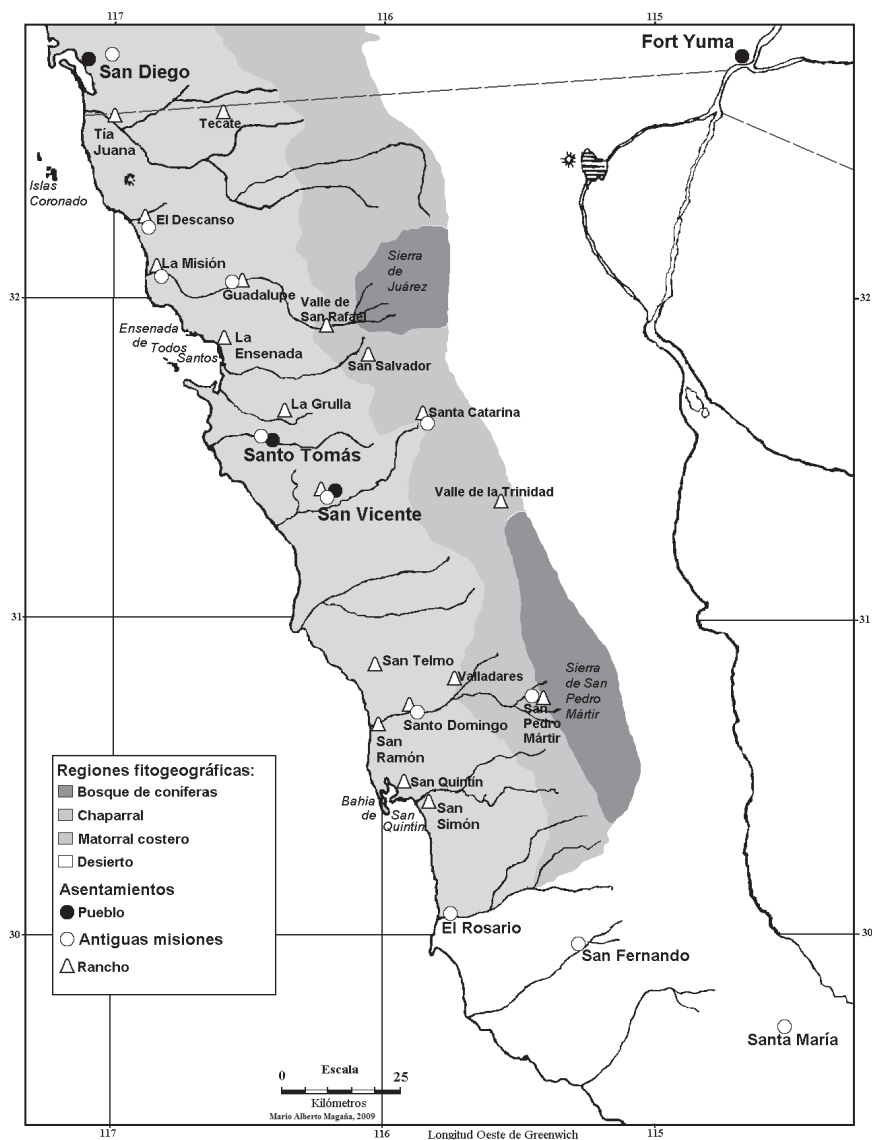 117
116
115
Fort Yuma
San Diego
Tía
Juana
Tecate
Islas
Coronado
El Descanso
Sierra
de
Juárez
La Misión
Guadalupe
32
32
Valle de
San Rafael
Ensenada
de Todos
Santos
La
Ensenada
San Salvador
La Grulla
Santa Catarina
Santo Tomás
Valle de la Trinidad
San Vicente
31
31
San Telmo
Valladares
Sierra
de San
Pedro
Mártir
San
Pedro
Mártir
Santo Domingo
San
Ramón
San Quintín
Bahía
de San
Quintín
San
Simón
Regiones fitogeográficas:
Bosque de coníferas
Chaparral
Matorral costero
Desierto
Asentamientos
Pueblo
Antiguas misiones
Rancho
El Rosario
30
30
San Fernando
Santa María
0 Escala 25
Kilómetros
Mario Alberto Magaña, 2009
117
116
Longitud Oeste de Greenwich
115